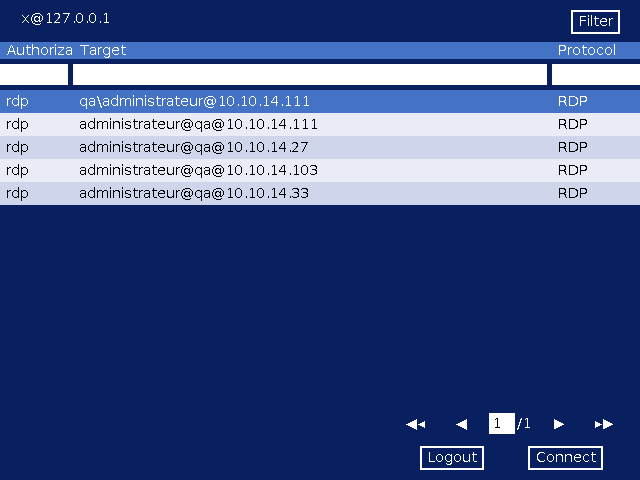 x@127.0.0.1
Filter
Authoriza Target Protocol
rdp qa\administrateur@10.10.14.111 RDP
rdp administrateur@qa@10.10.14.111 RDP
rdp administrateur@qa@10.10.14.27 RDP
rdp administrateur@qa@10.10.14.103 RDP
rdp administrateur@qa@10.10.14.33 RDP
1 /1
Logout Connect